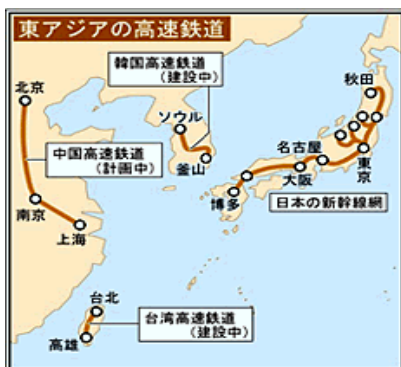 東アジアの高速鉄道
韓国高速鉄道
(建設中)
秋田
北京
ソウル
名古屋
中国高速鉄道
(計画中)
釜山
東京
大阪
博多
南京
日本の新幹線網
上海
台北
台湾高速鉄道
(建設中)
高雄